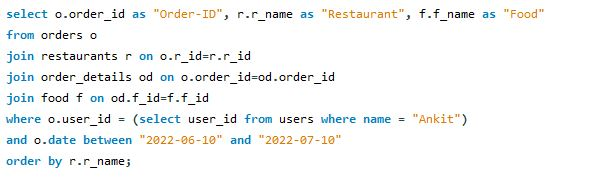 select o.order_id as "Order-ID", r.r_name as "Restaurant", f.f_name as "Food"
from orders o
join restaurants r on o.r_id=r.r_id
join order_details od on o.order_id=od.order_id
join food f on od.f_id=f.f_id
where o.user_id = (select user_id from users where name = "Ankit")
and o.date between "2022-06-10" and "2022-07-10"
order by r.r_name;